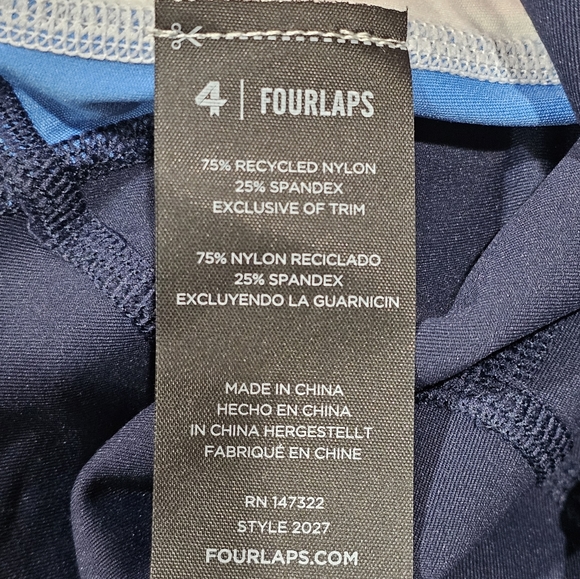 4 | FOURLAPS
75% RECYCLED NYLON
25% SPANDEX
EXCLUSIVE OF TRIM
75% NYLON RECICLADO
25% SPANDEX
EXCLUYENDO LA GUARNICIN
MADE IN CHINA
HECHO EN CHINA
IN CHINA HERGESTELLT
FABRIQUÉ EN CHINE
RN 147322
STYLE 2027
FOURLAPS.COM